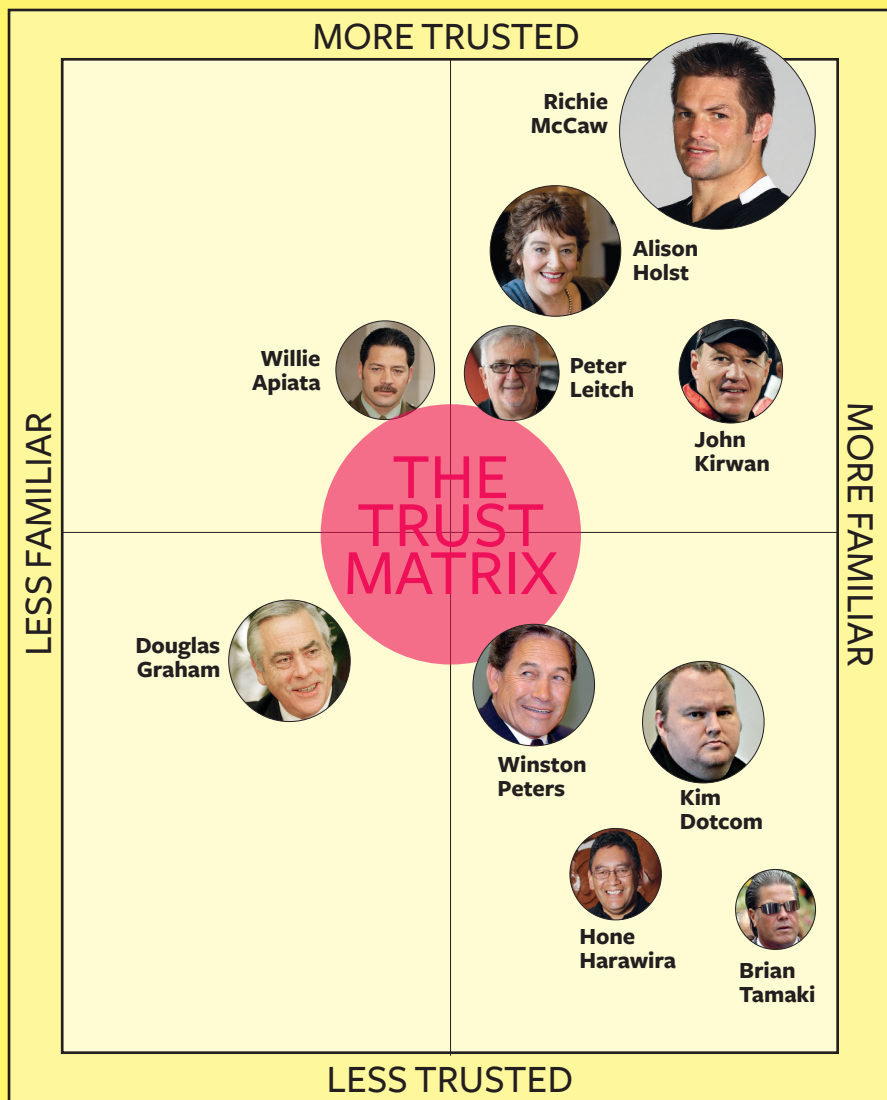 MORE TRUSTED
Richie
McCaw
Alison
Holst
Willie
Apiata
Peter
Leitch
John
Kirwan
LESS FAMILIAR
MORE FAMILIAR
THE
TRUST
MATRIX
Douglas
Graham
Winston
Peters
Kim
Dotcom
Hone
Harawira
Brian
Tamaki
LESS TRUSTED